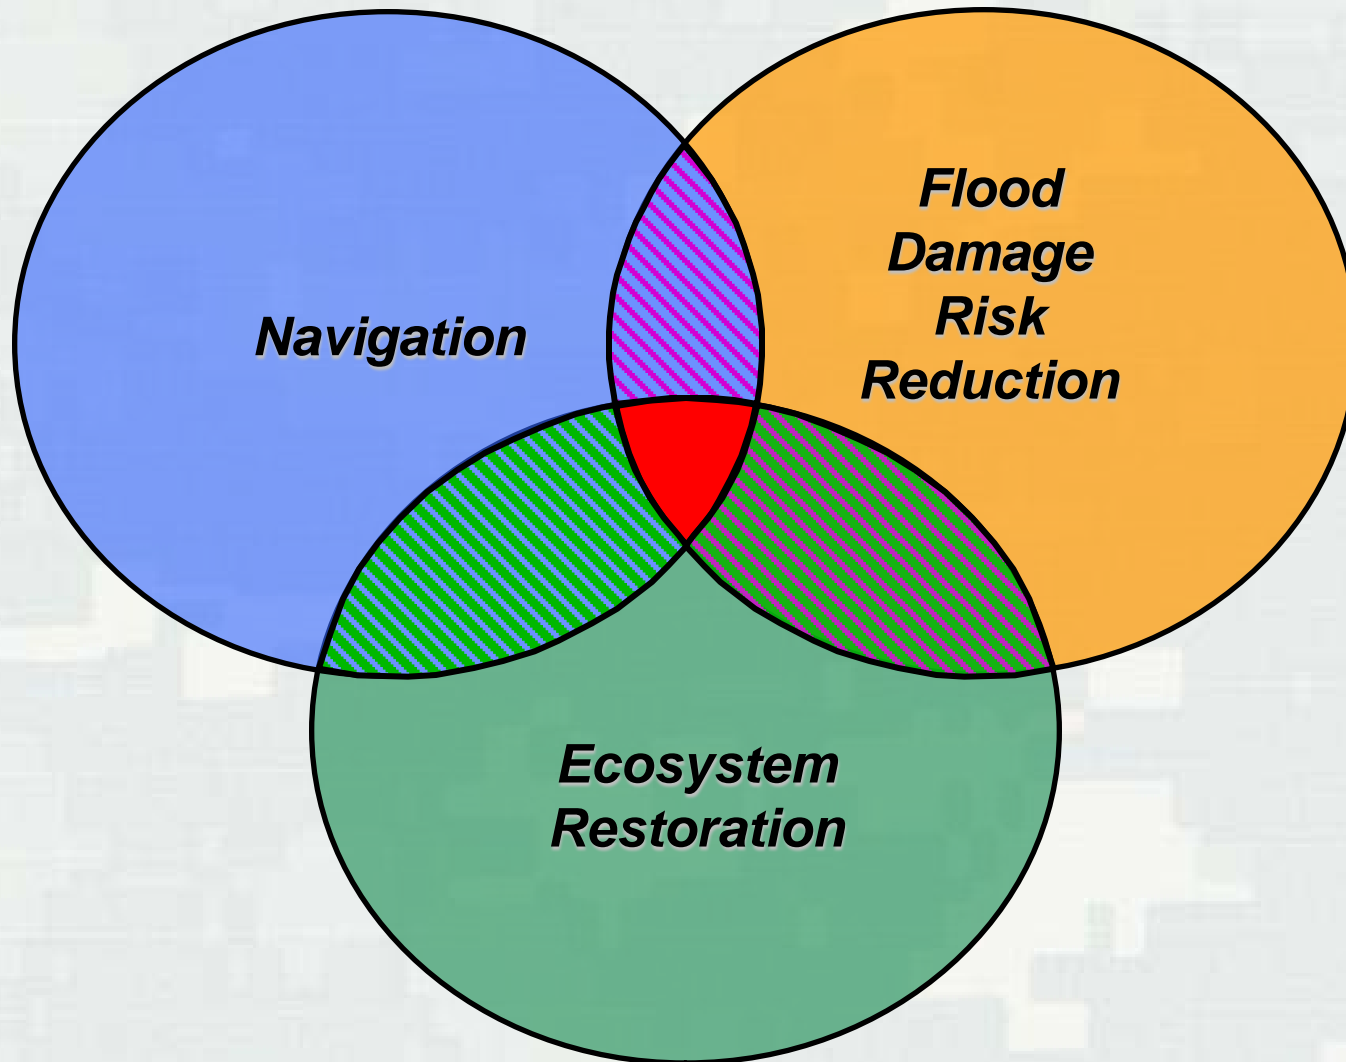 Navigation
Flood
Damage
Risk
Reduction
Ecosystem
Restoration